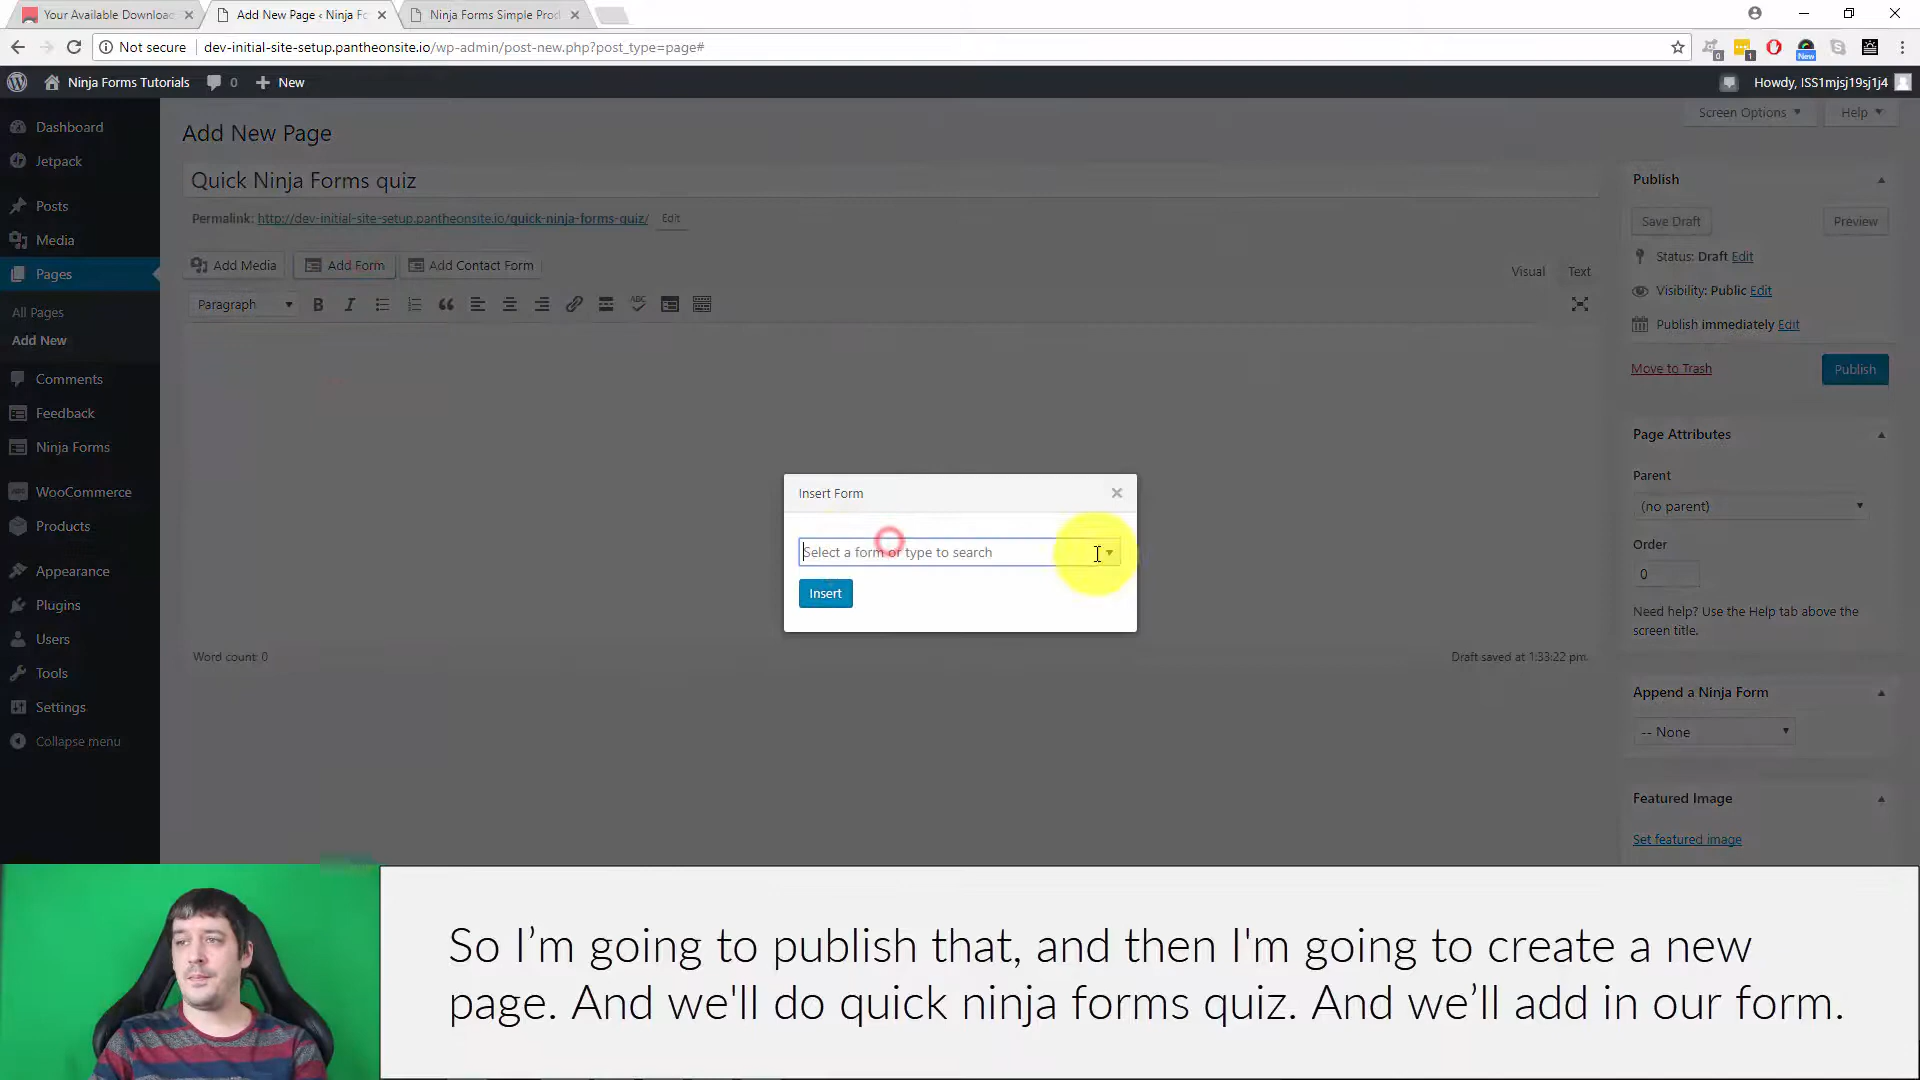 Your Available Downloac
Add New Page ‹ Ninja Fo
Ninja Forms Simple Prod
Not secure
dev-initial-site-setup.pantheonsite.io/wp-admin/post-new.php?post_type=page#
Ninja Forms Tutorials
0
New
Howdy, ISS1mjsj19sj1j4
Dashboard
Jetpack
Posts
Media
Pages
All Pages
Add New
Comments
Feedback
Ninja Forms
WooCommerce
Products
Appearance
Plugins
Users
Tools
Settings
Collapse menu
Screen Options
Help
Add New Page
Quick Ninja Forms quiz
Permalink: http://dev-initial-site-setup.pantheonsite.io/quick-ninja-forms-quiz/ Edit
Add Media
Add Form
Add Contact Form
Visual
Text
Paragraph
B
I
ABC
Insert Form
Select a form or type to search
Insert
Word count: 0
Draft saved at 1:33:22 pm.
Publish
Save Draft
Preview
Status: Draft Edit
Visibility: Public Edit
Publish immediately Edit
Move to Trash
Publish
Page Attributes
Parent
(no parent)
Order
0
Need help? Use the Help tab above the
screen title.
Append a Ninja Form
-- None
Featured Image
Set featured image
So I’m going to publish that, and then I'm going to create a new
page. And we'll do quick ninja forms quiz. And we’ll add in our form.